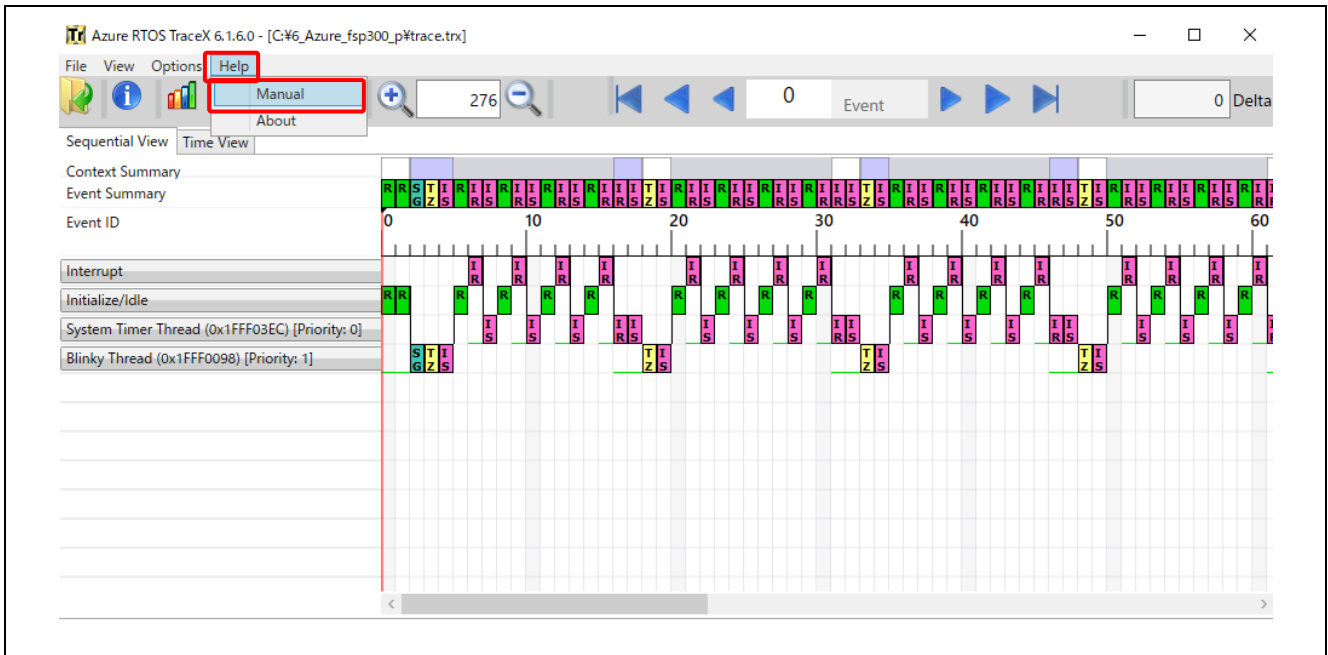 Azure RTOS TraceX 6.1.6.0 - [C:¥6_Azure_fsp300_p¥trace.trx]
File View Options Help
Manual
About
276
0 Event
0 Delta
Sequential View Time View
Context Summary
Event Summary
Event ID
0 10 20 30 40 50 60
Interrupt
Initialize/Idle
System Timer Thread (0x1FFF03EC) [Priority: 0]
Blinky Thread (0x1FFF0098) [Priority: 1]